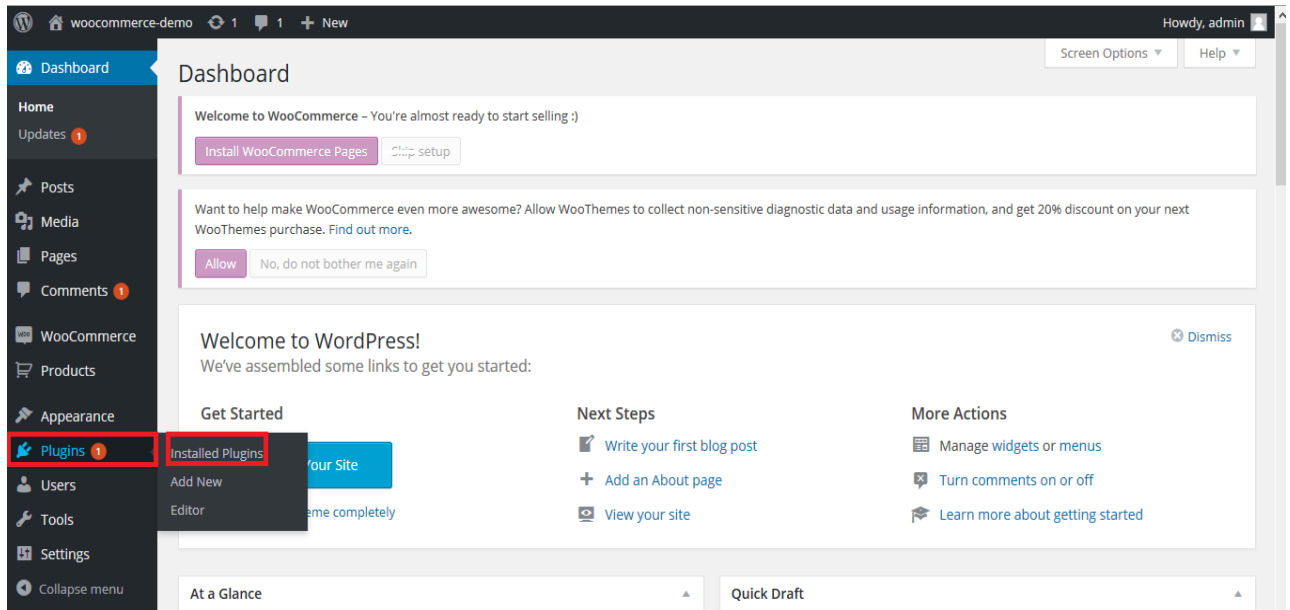 woocommerce-demo 1 1 New Howdy, admin
Screen Options Help
Dashboard
Home
Updates 1
Posts
Media
Pages
Comments 1
WooCommerce
Products
Appearance
Plugins 1
Installed Plugins
Add New
Editor
Users
Tools
Settings
Collapse menu
Dashboard
Welcome to WooCommerce – You're almost ready to start selling :)
Install WooCommerce Pages Skip setup
Want to help make WooCommerce even more awesome? Allow WooThemes to collect non-sensitive diagnostic data and usage information, and get 20% discount on your next
WooThemes purchase. Find out more.
Allow No, do not bother me again
Welcome to WordPress!
Dismiss
We've assembled some links to get you started:
Get Started
Your Site
eme completely
Next Steps
Write your first blog post
Add an About page
View your site
More Actions
Manage widgets or menus
Turn comments on or off
Learn more about getting started
At a Glance
Quick Draft